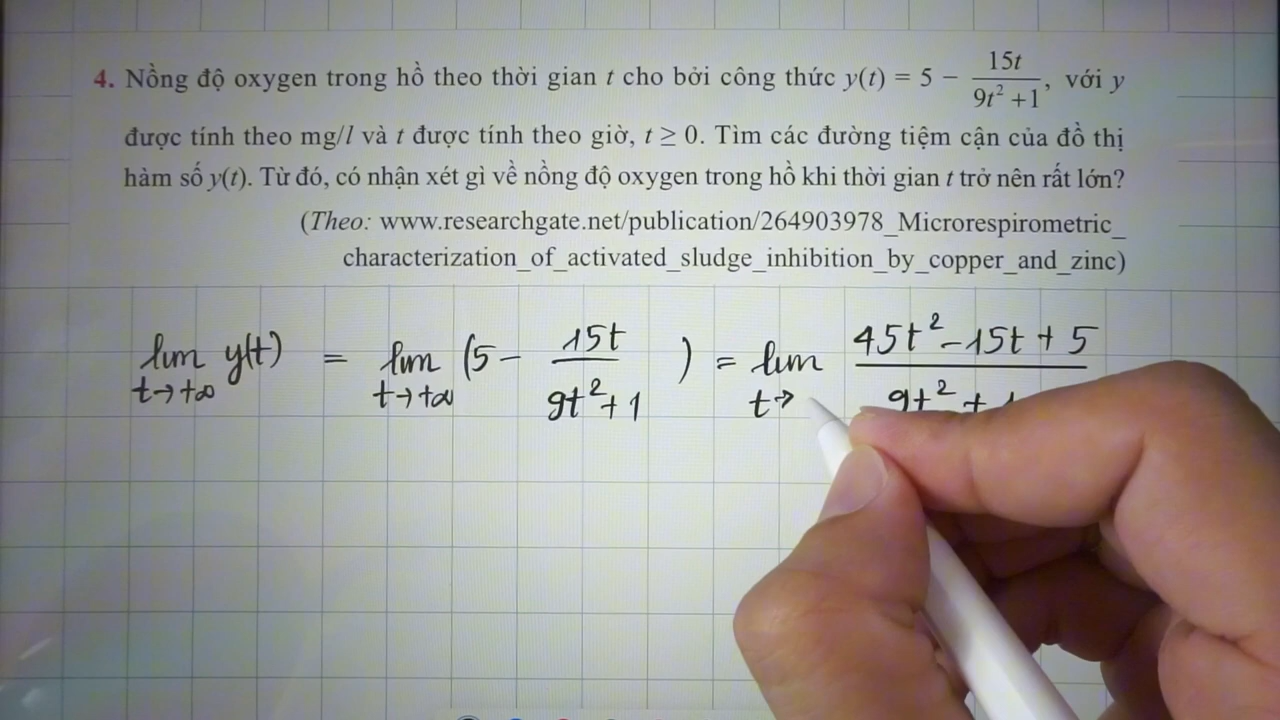 4. Nồng độ oxygen trong hồ theo thời gian t cho bởi công thức y(t) = 5 − 15t / (9t² + 1), với y
được tính theo mg/l và t được tính theo giờ, t ≥ 0. Tìm các đường tiệm cận của đồ thị
hàm số y(t). Từ đó, có nhận xét gì về nồng độ oxygen trong hồ khi thời gian t trở nên rất lớn?
(Theo: www.researchgate.net/publication/264903978_Microrespirometric_
characterization_of_activated_sludge_inhibition_by_copper_and_zinc)
lim t→+∞ y(t) = lim t→+∞ (5 − 15t / (9t² + 1)) = lim t→ (45t² − 15t + 5) / (9t² +